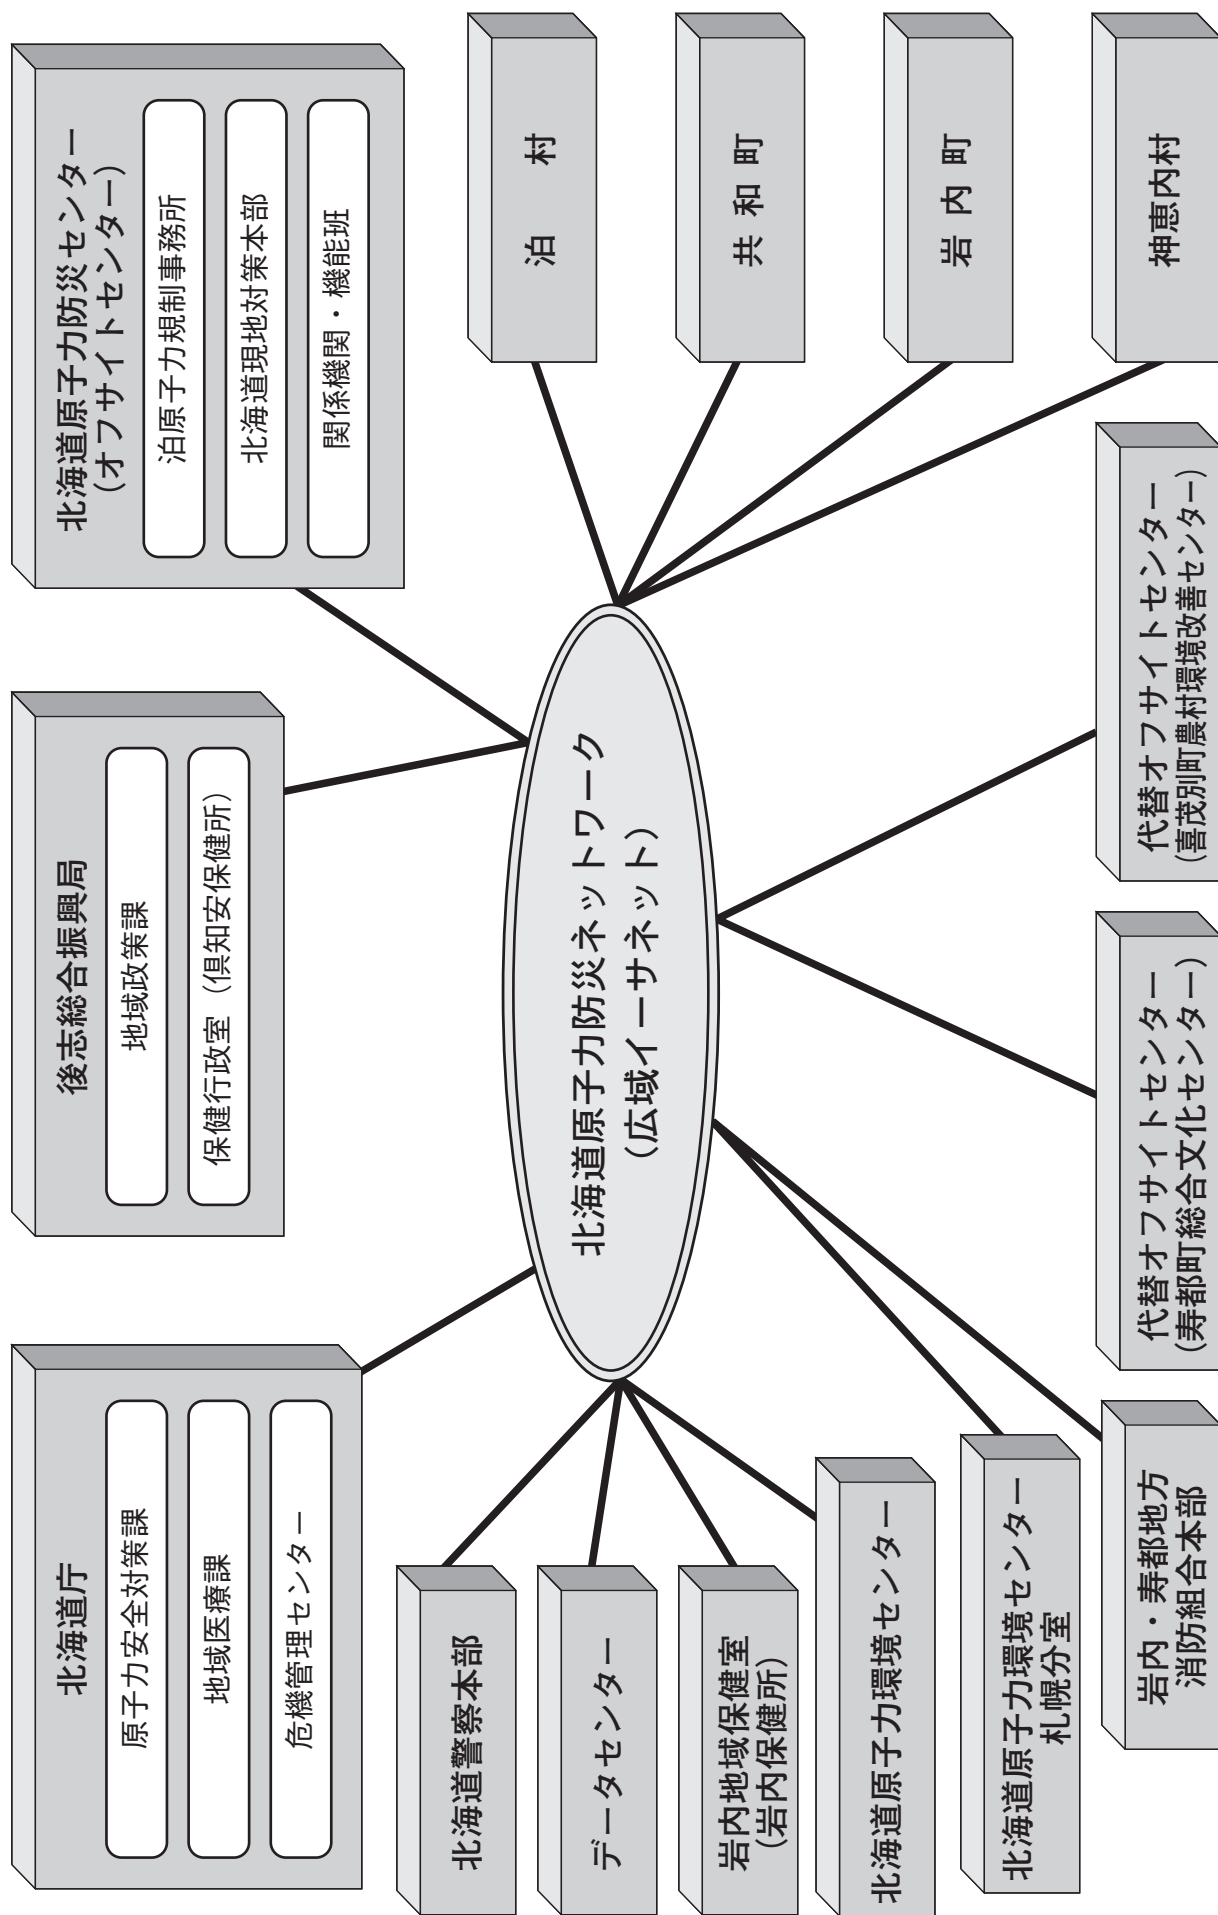 北海道庁
原子力安全対策課
地域医療課
危機管理センター
後志総合振興局
地域政策課
保健行政室（倶知安保健所）
北海道原子力防災センター
（オフサイトセンター）
泊原子力規制事務所
北海道現地対策本部
関係機関・機能班
北海道警察本部
データセンター
岩内地域保健室
（岩内保健所）
北海道原子力環境センター
北海道原子力環境センター
札幌分室
岩内・寿都地方
消防組合本部
北海道原子力防災ネットワーク
（広域イーサネット）
泊　村
共和町
岩内町
神恵内村
代替オフサイトセンター
（寿都町総合文化センター）
代替オフサイトセンター
（喜茂別町農村環境改善センター）